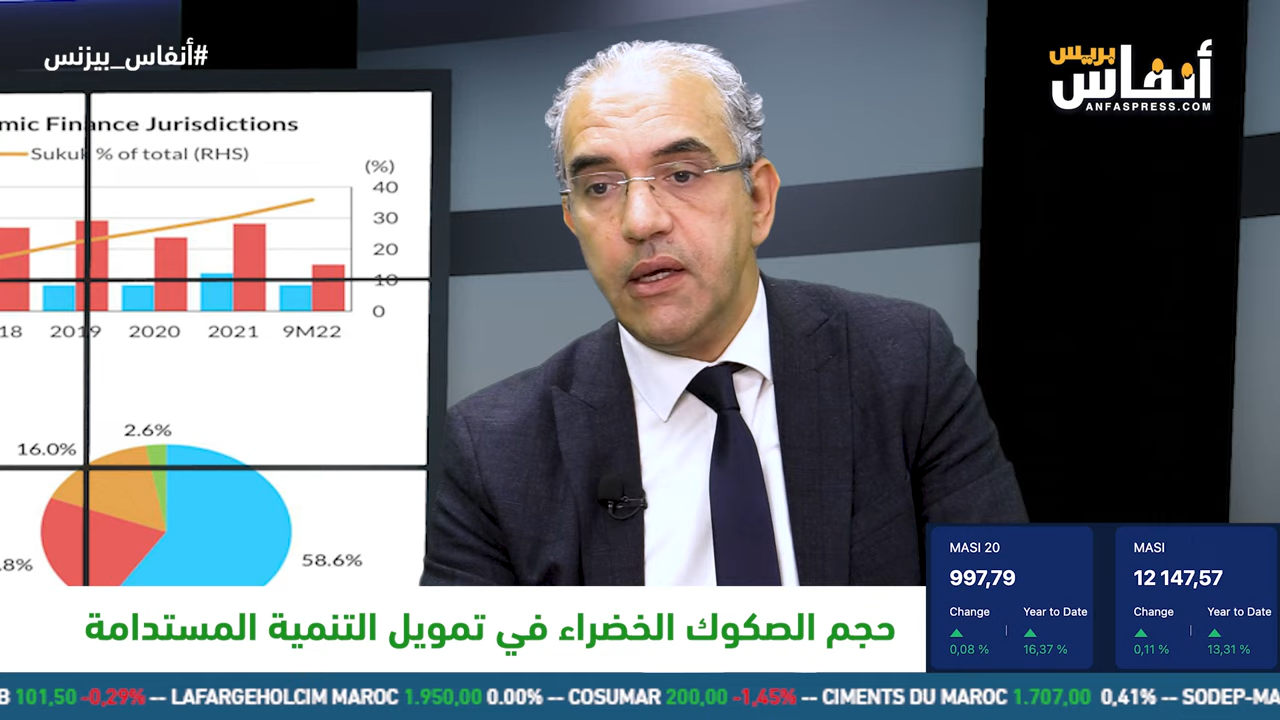 #أنفاس_بيزنس
بريس
أنفاس
ANFASPRESS.COM
mic Finance Jurisdictions
Sukuk % of total (RHS)
(%)
40
30
20
10
0
18 2019 2020 2021 9M22
2.6%
16.0%
.8%
58.6%
MASI 20
997,79
Change Year to Date
0,08 % 16,37 %
MASI
12 147,57
Change Year to Date
0,11 % 13,31 %
حجم الصكوك الخضراء في تمويل التنمية المستدامة
B 101,50 -0,29% -- LAFARGEHOLCIM MAROC 1.950,00 0.00% -- COSUMAR 200,00 -1,45% -- CIMENTS DU MAROC 1.707,00 0,41% -- SODEP-MA